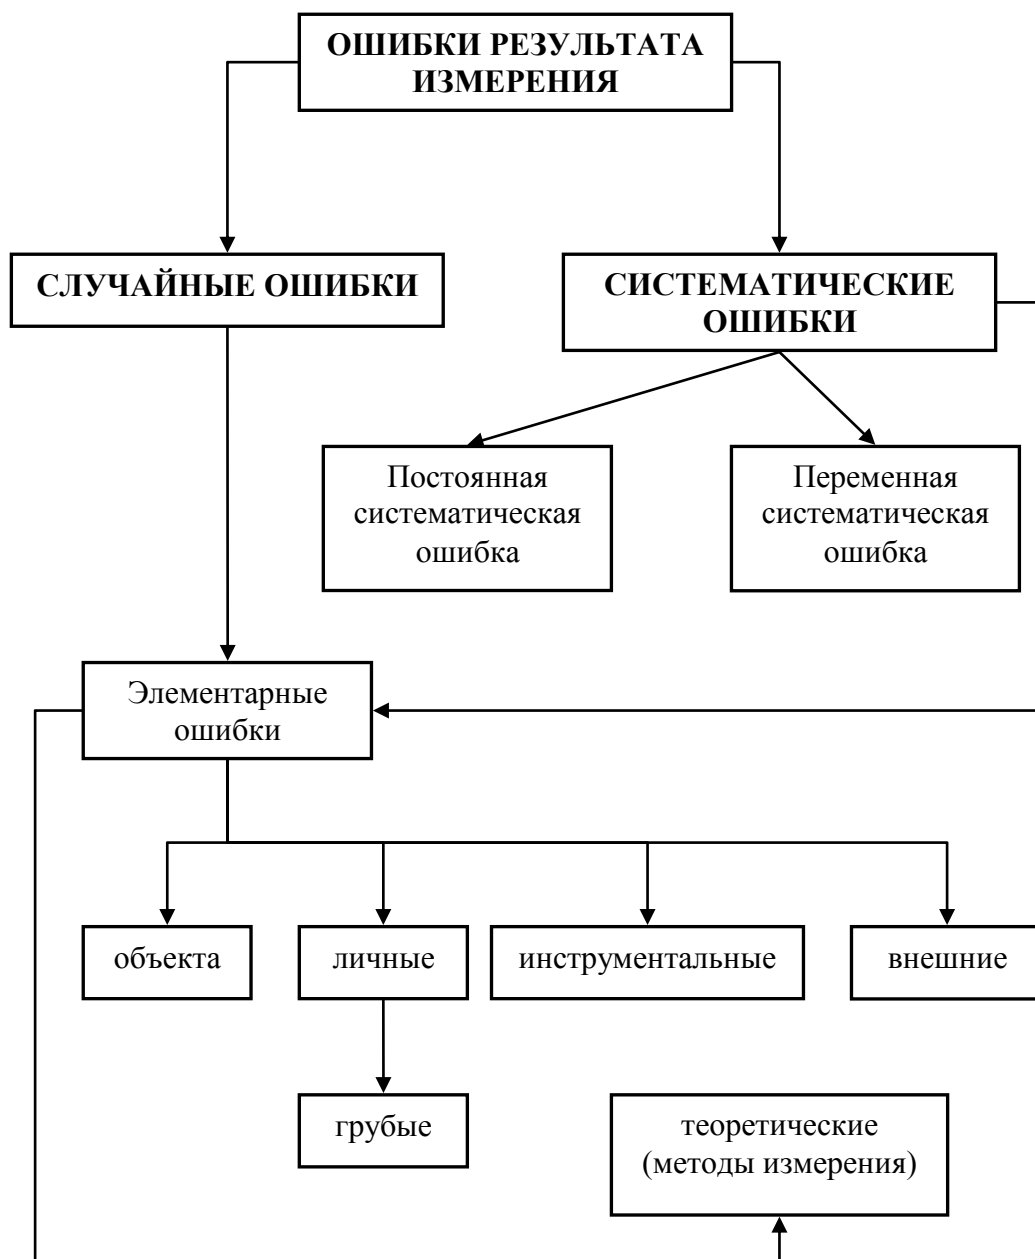 ОШИБКИ РЕЗУЛЬТАТА
ИЗМЕРЕНИЯ
СЛУЧАЙНЫЕ ОШИБКИ
СИСТЕМАТИЧЕСКИЕ
ОШИБКИ
Постоянная
систематическая
ошибка
Переменная
систематическая
ошибка
Элементарные
ошибки
объекта
личные
инструментальные
внешние
грубые
теоретические
(методы измерения)